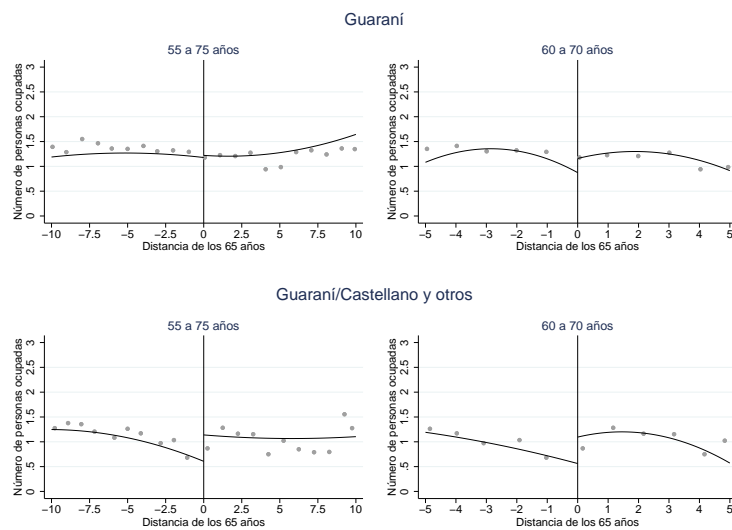 Guaraní
55 a 75 años
Número de personas ocupadas
0 .5 1 1.5 2 2.5 3
−10 −7.5 −5 −2.5 0 2.5 5 7.5 10
Distancia de los 65 años
60 a 70 años
Número de personas ocupadas
0 .5 1 1.5 2 2.5 3
−5 −4 −3 −2 −1 0 1 2 3 4 5
Distancia de los 65 años
Guaraní/Castellano y otros
55 a 75 años
Número de personas ocupadas
0 .5 1 1.5 2 2.5 3
−10 −7.5 −5 −2.5 0 2.5 5 7.5 10
Distancia de los 65 años
60 a 70 años
Número de personas ocupadas
0 .5 1 1.5 2 2.5 3
−5 −4 −3 −2 −1 0 1 2 3 4 5
Distancia de los 65 años